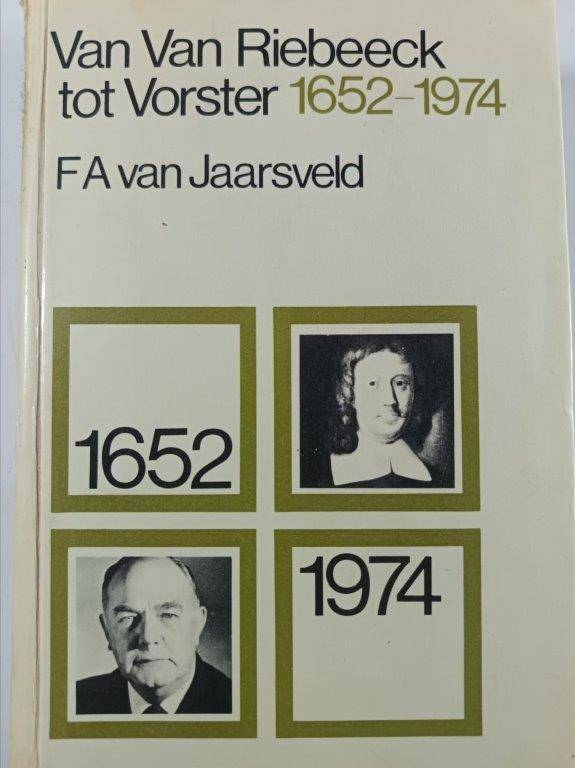 Van Van Riebeeck
tot Vorster 1652-1974
F A van Jaarsveld
1652
1974